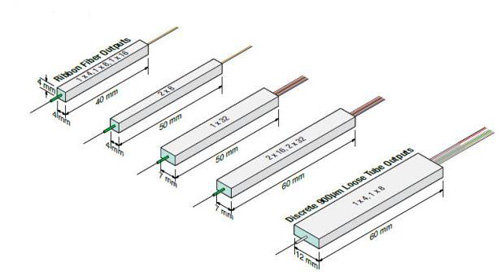 Ribbon Fiber Outputs
1 x 4, 1 x 8, 1 x 16
4 mm
4 mm
40 mm
2 x 8
4 mm
50 mm
1 x 32
7 mm
50 mm
2 x 16, 2 x 32
7 mm
60 mm
Discrete 900µm Loose Tube Outputs
1 x 4, 1 x 8
12 mm
60 mm